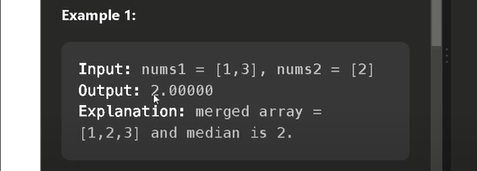 Example 1:
Input: nums1 = [1,3], nums2 = [2]
Output: 2.00000
Explanation: merged array =
[1,2,3] and median is 2.